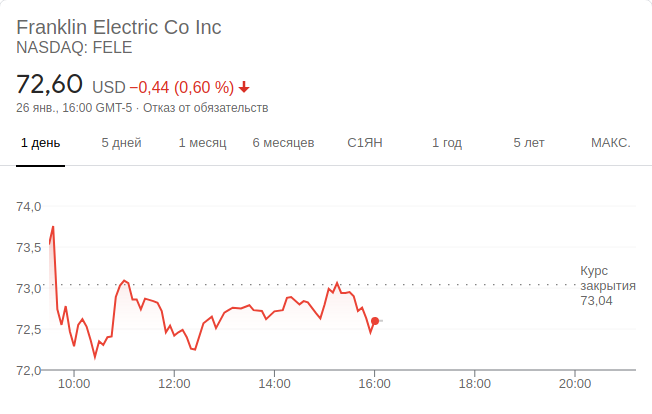 Franklin Electric Co Inc
NASDAQ: FELE
72,60 USD −0,44 (0,60 %)
26 янв., 16:00 GMT-5 · Отказ от обязательств
1 день 5 дней 1 месяц 6 месяцев С1ЯН 1 год 5 лет МАКС.
74,0
73,5
73,0
72,5
72,0
Курс
закрытия
73,04
10:00 12:00 14:00 16:00 18:00 20:00